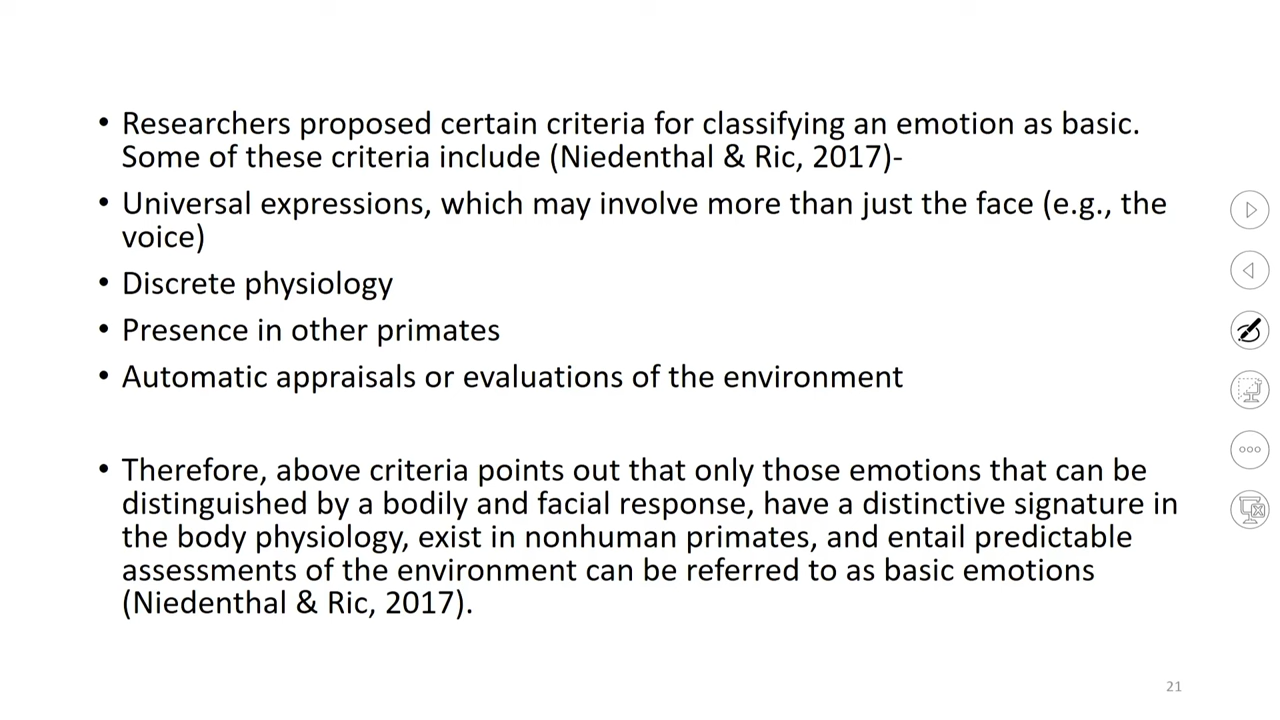 • Researchers proposed certain criteria for classifying an emotion as basic.
Some of these criteria include (Niedenthal & Ric, 2017)-
• Universal expressions, which may involve more than just the face (e.g., the
voice)
• Discrete physiology
• Presence in other primates
• Automatic appraisals or evaluations of the environment
• Therefore, above criteria points out that only those emotions that can be
distinguished by a bodily and facial response, have a distinctive signature in
the body physiology, exist in nonhuman primates, and entail predictable
assessments of the environment can be referred to as basic emotions
(Niedenthal & Ric, 2017).
21